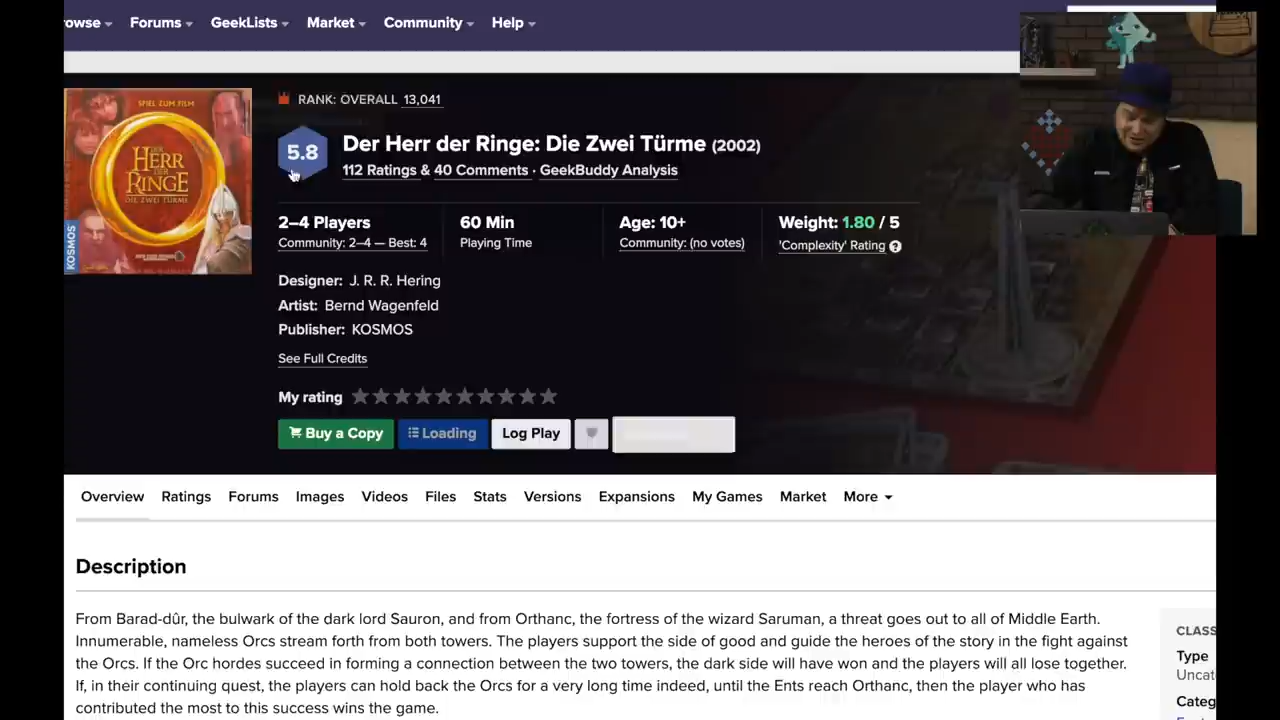 rowse Forums GeekLists Market Community Help
SPIEL ZUM FILM
DER
HERR
DER
RINGE
DIE ZWEI TÜRME
KOSMOS
RANK: OVERALL 13,041
5.8
Der Herr der Ringe: Die Zwei Türme (2002)
112 Ratings & 40 Comments · GeekBuddy Analysis
2–4 Players 60 Min Age: 10+ Weight: 1.80 / 5
Community: 2–4 — Best: 4 Playing Time Community: (no votes) 'Complexity' Rating ?
Designer: J. R. R. Hering
Artist: Bernd Wagenfeld
Publisher: KOSMOS
See Full Credits
My rating
Buy a Copy Loading Log Play
Overview Ratings Forums Images Videos Files Stats Versions Expansions My Games Market More
Description
From Barad-dûr, the bulwark of the dark lord Sauron, and from Orthanc, the fortress of the wizard Saruman, a threat goes out to all of Middle Earth.
Innumerable, nameless Orcs stream forth from both towers. The players support the side of good and guide the heroes of the story in the fight against
the Orcs. If the Orc hordes succeed in forming a connection between the two towers, the dark side will have won and the players will all lose together.
If, in their continuing quest, the players can hold back the Orcs for a very long time indeed, until the Ents reach Orthanc, then the player who has
contributed the most to this success wins the game.
CLASS
Type
Uncat
Categ